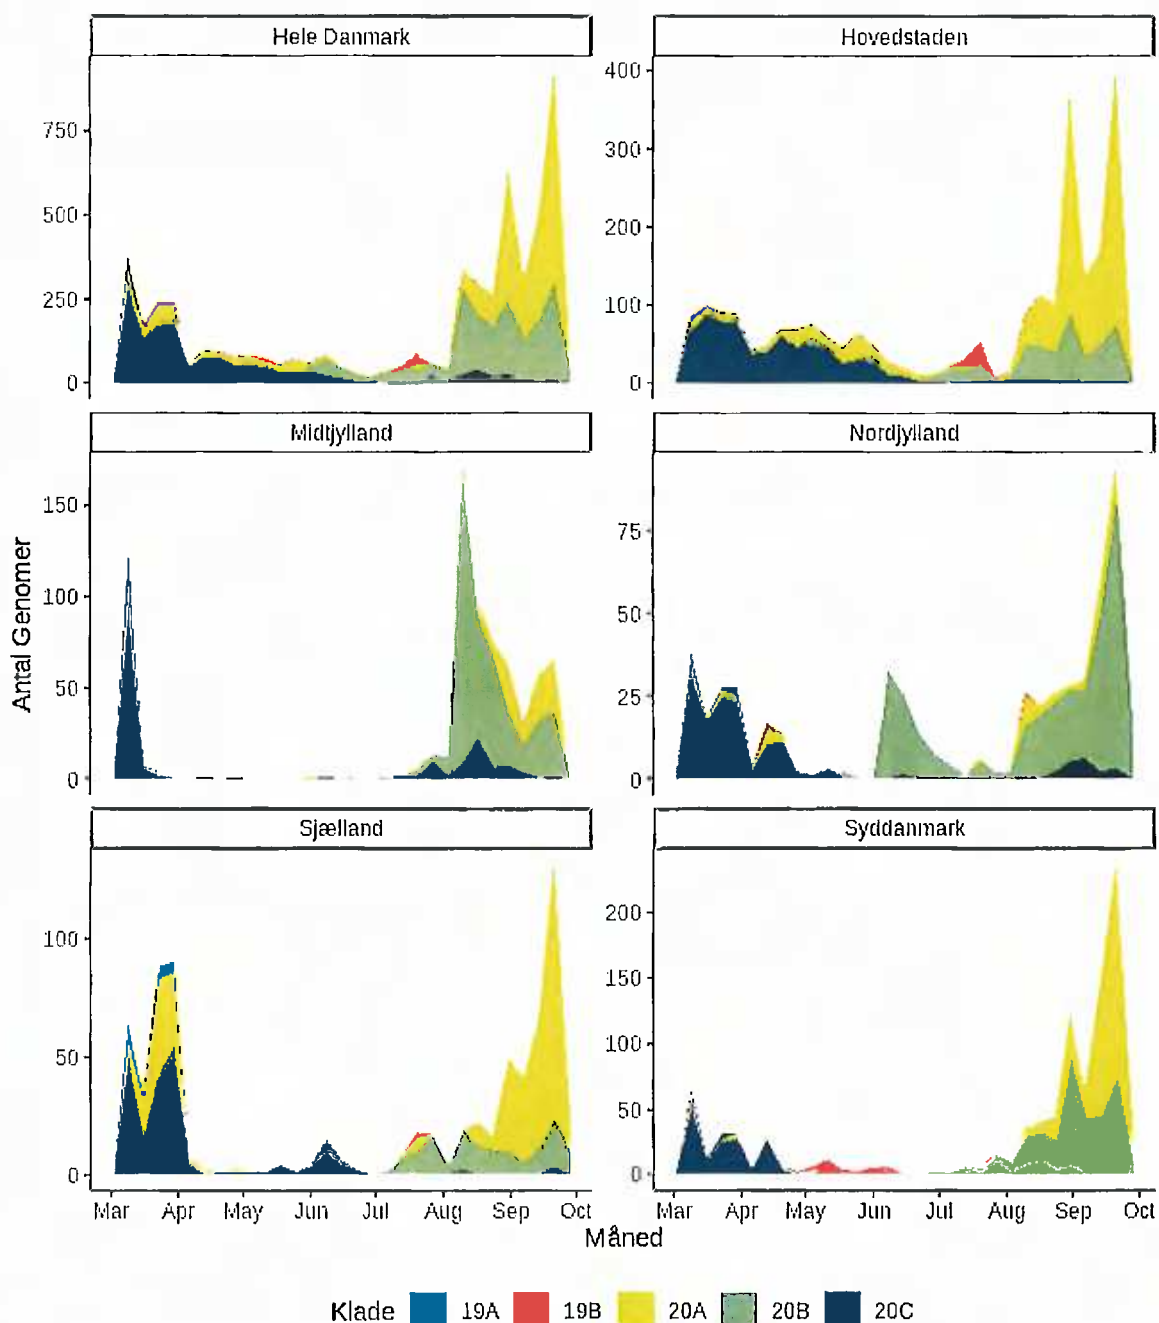 Hele Danmark
Hovedstaden
750
500
250
0
400
300
200
100
0
Midtjylland
Nordjylland
150
100
50
0
75
50
25
0
Antal Genomer
Sjælland
Syddanmark
100
50
0
200
150
100
50
0
Mar Apr May Jun Jul Aug Sep Oct
Mar Apr May Jun Jul Aug Sep Oct
Måned
Klade 19A 19B 20A 20B 20C